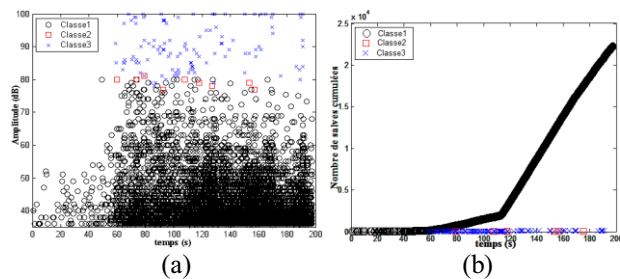 Classe1
Classe2
Classe3
Amplitude (dB)
100
90
80
70
60
50
40
0 20 40 60 80 100 120 140 160 180 200
temps (s)
(a)
x 10⁴
Classe1
Classe2
Classe3
Nombre de salves cumulées
2.5
2
1.5
1
0.5
0
0 20 40 60 80 100 120 140 160 180 200
temps (s)
(b)